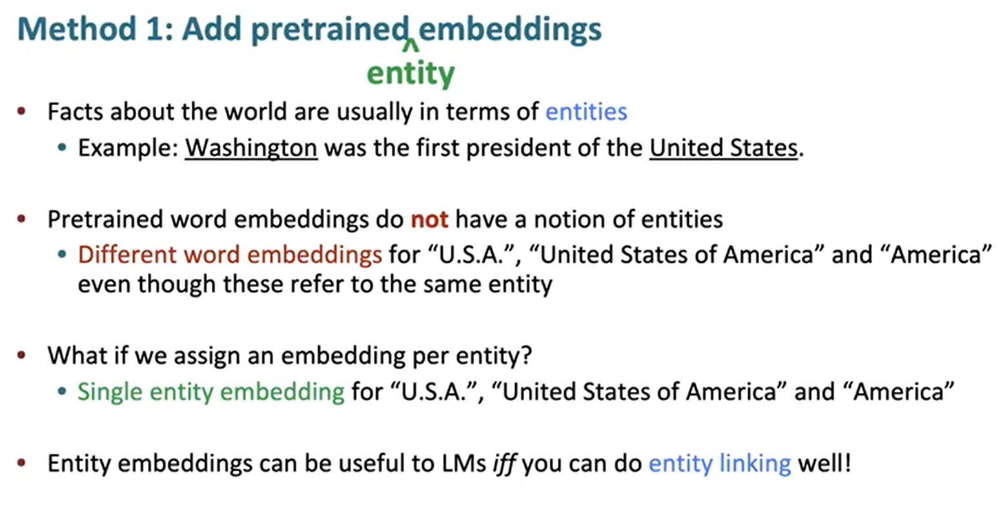 Method 1: Add pretrained embeddings
^
entity
• Facts about the world are usually in terms of entities
• Example: Washington was the first president of the United States.
• Pretrained word embeddings do not have a notion of entities
• Different word embeddings for “U.S.A.”, “United States of America” and “America”
even though these refer to the same entity
• What if we assign an embedding per entity?
• Single entity embedding for “U.S.A.”, “United States of America” and “America”
• Entity embeddings can be useful to LMs iff you can do entity linking well!